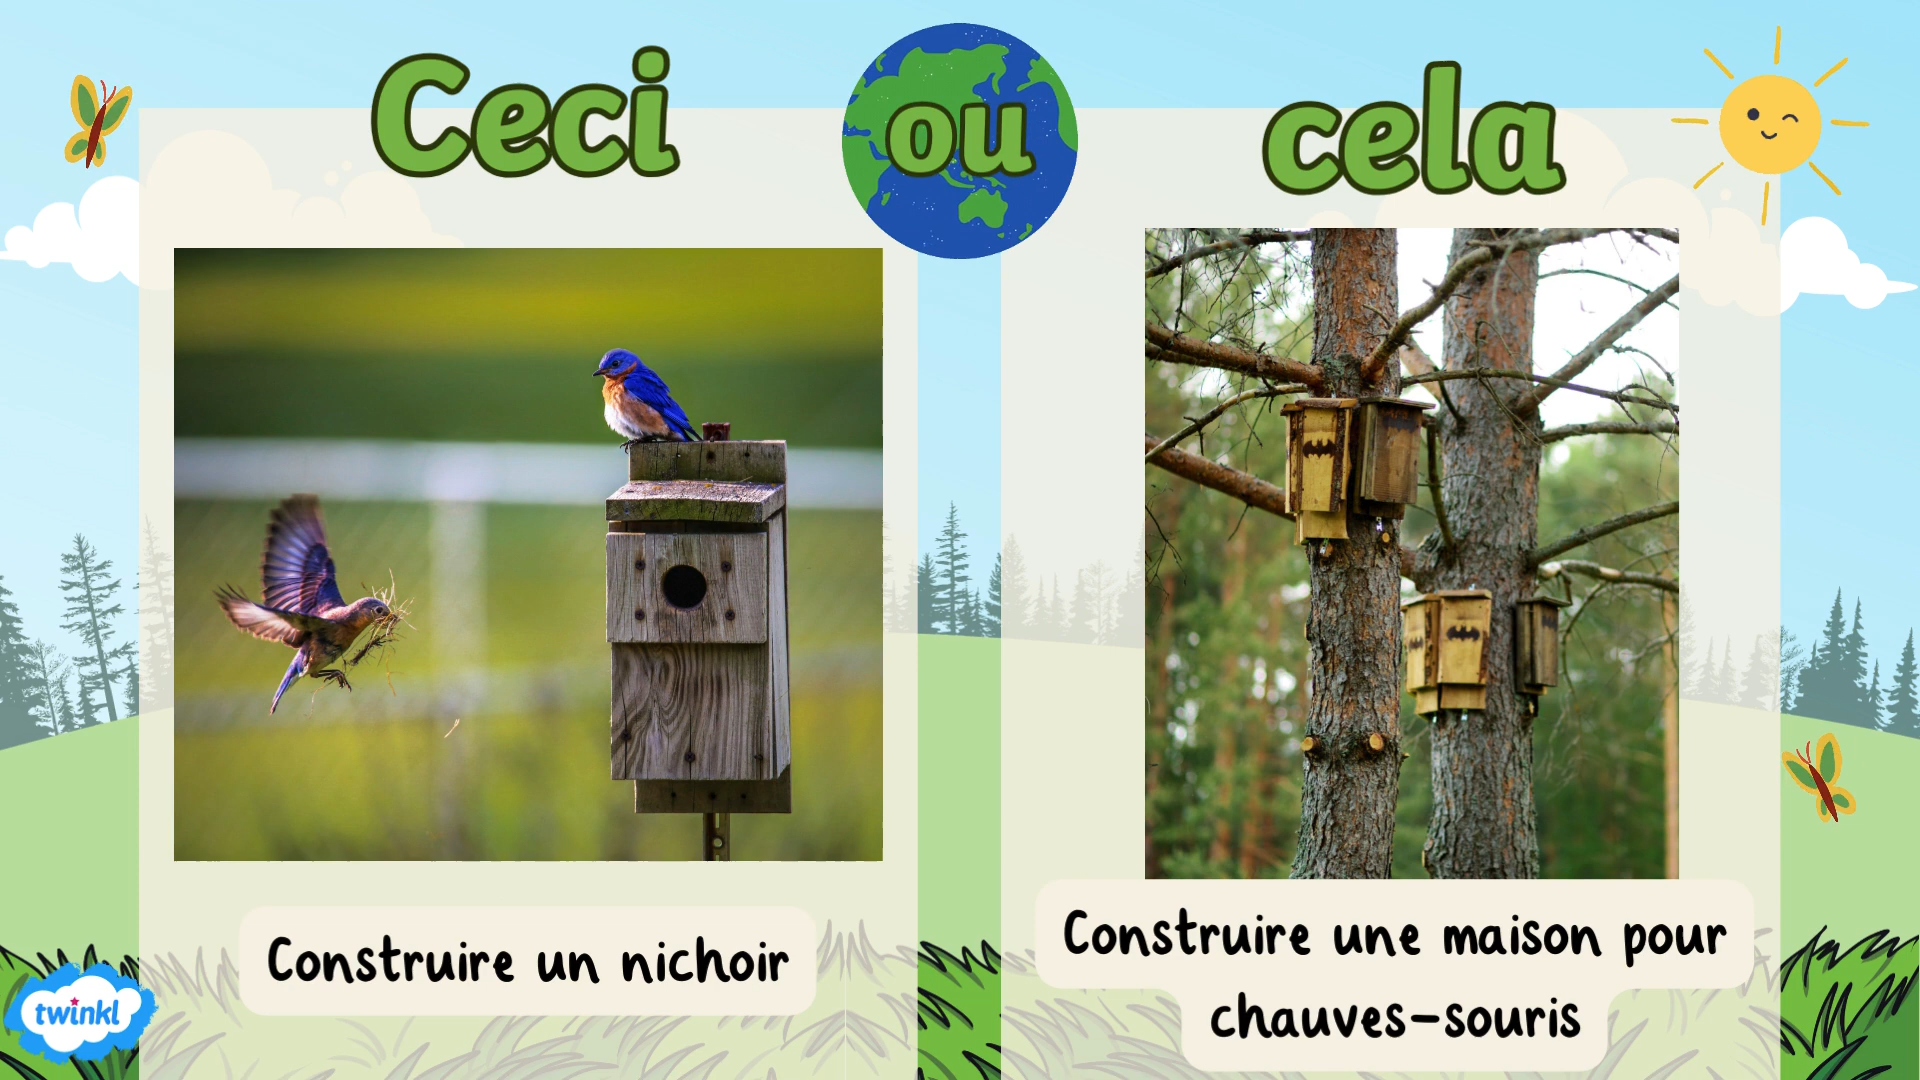 Ceci ou cela
Construire un nichoir
Construire une maison pour
chauves-souris
twinkl